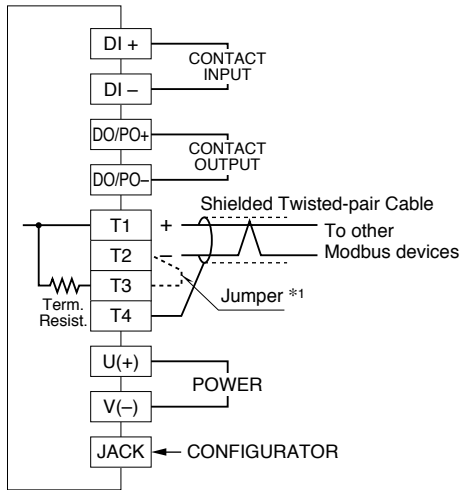 DI +
CONTACT
INPUT
DI –
DO/PO+
CONTACT
OUTPUT
DO/PO–
Shielded Twisted-pair Cable
T1
+
To other
Modbus devices
T2
–
T3
Jumper *1
Term.
Resist.
T4
U(+)
POWER
V(–)
JACK
CONFIGURATOR